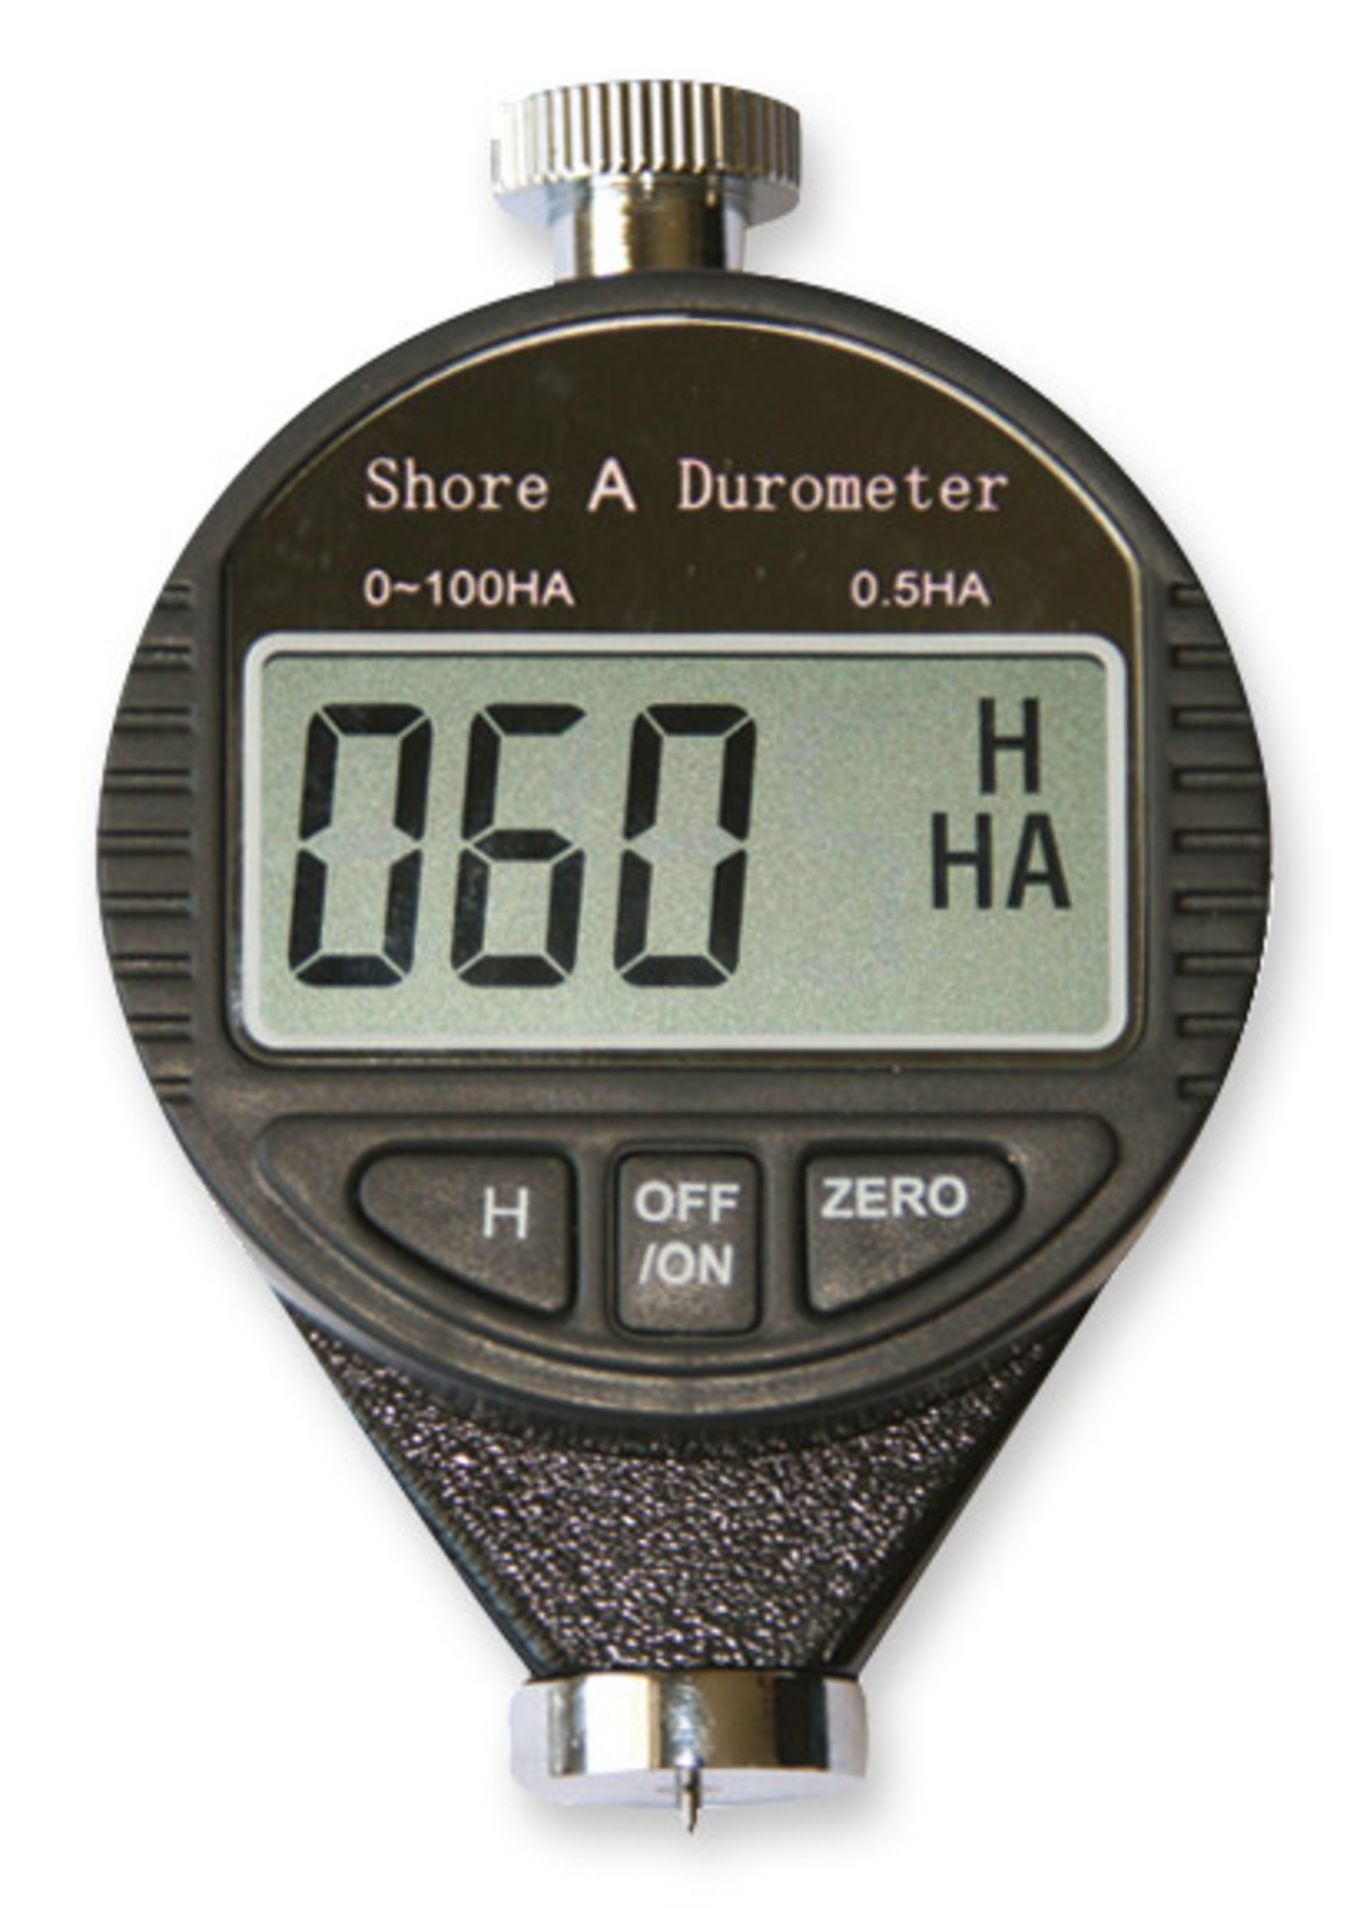 Shore A Durometer
0~100HA 0.5HA
060 H
HA
H OFF /ON ZERO